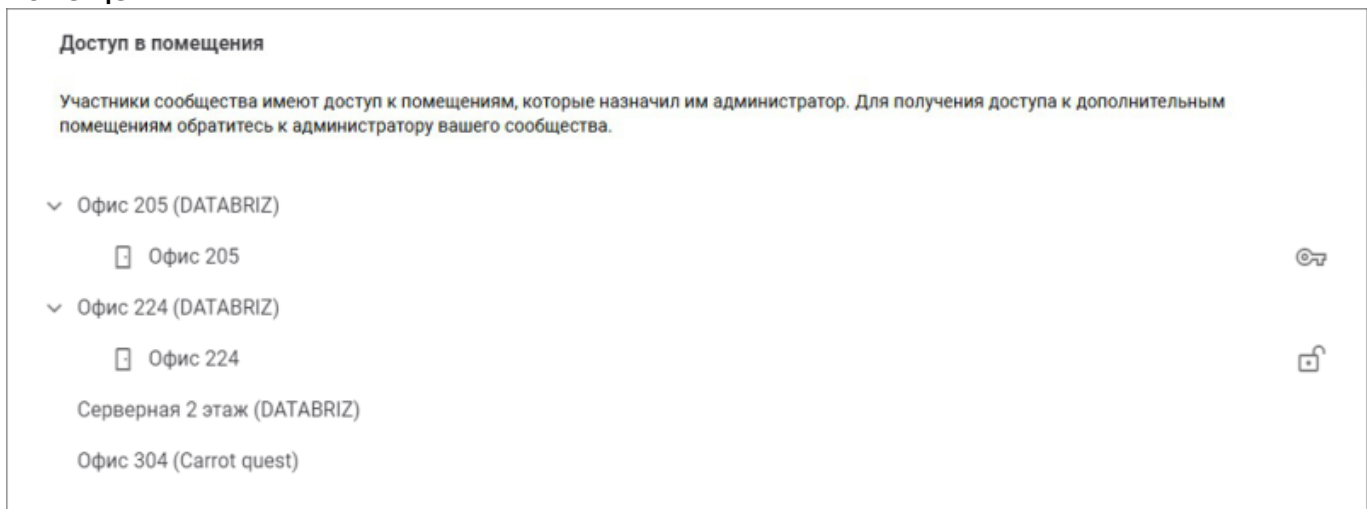 Доступ в помещения
Участники сообщества имеют доступ к помещениям, которые назначил им администратор. Для получения доступа к дополнительным
помещениям обратитесь к администратору вашего сообщества.
Офис 205 (DATABRIZ)
Офис 205
Офис 224 (DATABRIZ)
Офис 224
Серверная 2 этаж (DATABRIZ)
Офис 304 (Carrot quest)